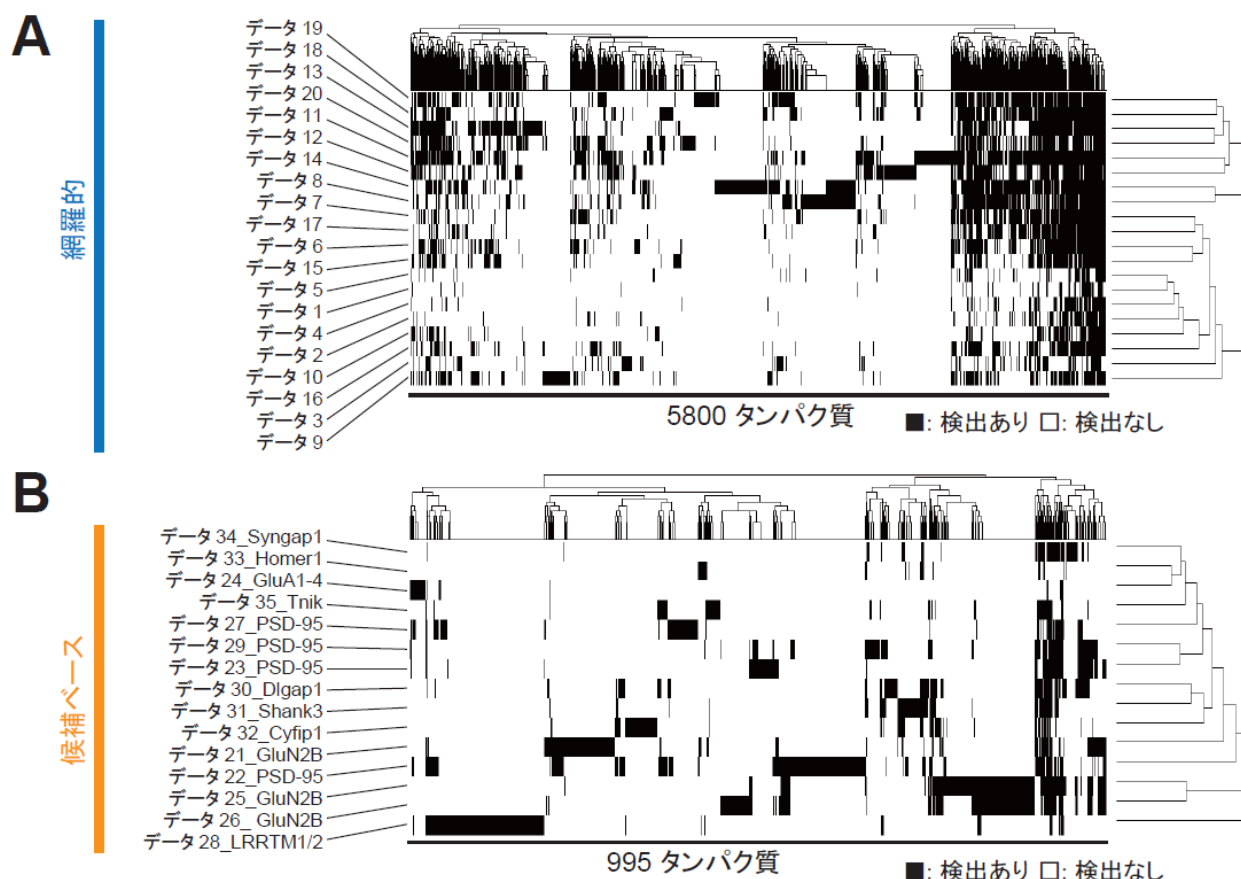 A
網羅的
データ 19
データ 18
データ 13
データ 20
データ 11
データ 12
データ 14
データ 8
データ 7
データ 17
データ 6
データ 15
データ 5
データ 1
データ 4
データ 2
データ 10
データ 16
データ 3
データ 9
5800 タンパク質
■: 検出あり □: 検出なし
B
候補ベース
データ 34_Syngap1
データ 33_Homer1
データ 24_GluA1-4
データ 35_Tnik
データ 27_PSD-95
データ 29_PSD-95
データ 23_PSD-95
データ 30_Dlgap1
データ 31_Shank3
データ 32_Cyfip1
データ 21_GluN2B
データ 22_PSD-95
データ 25_GluN2B
データ 26_GluN2B
データ 28_LRRTM1/2
995 タンパク質
■: 検出あり □: 検出なし